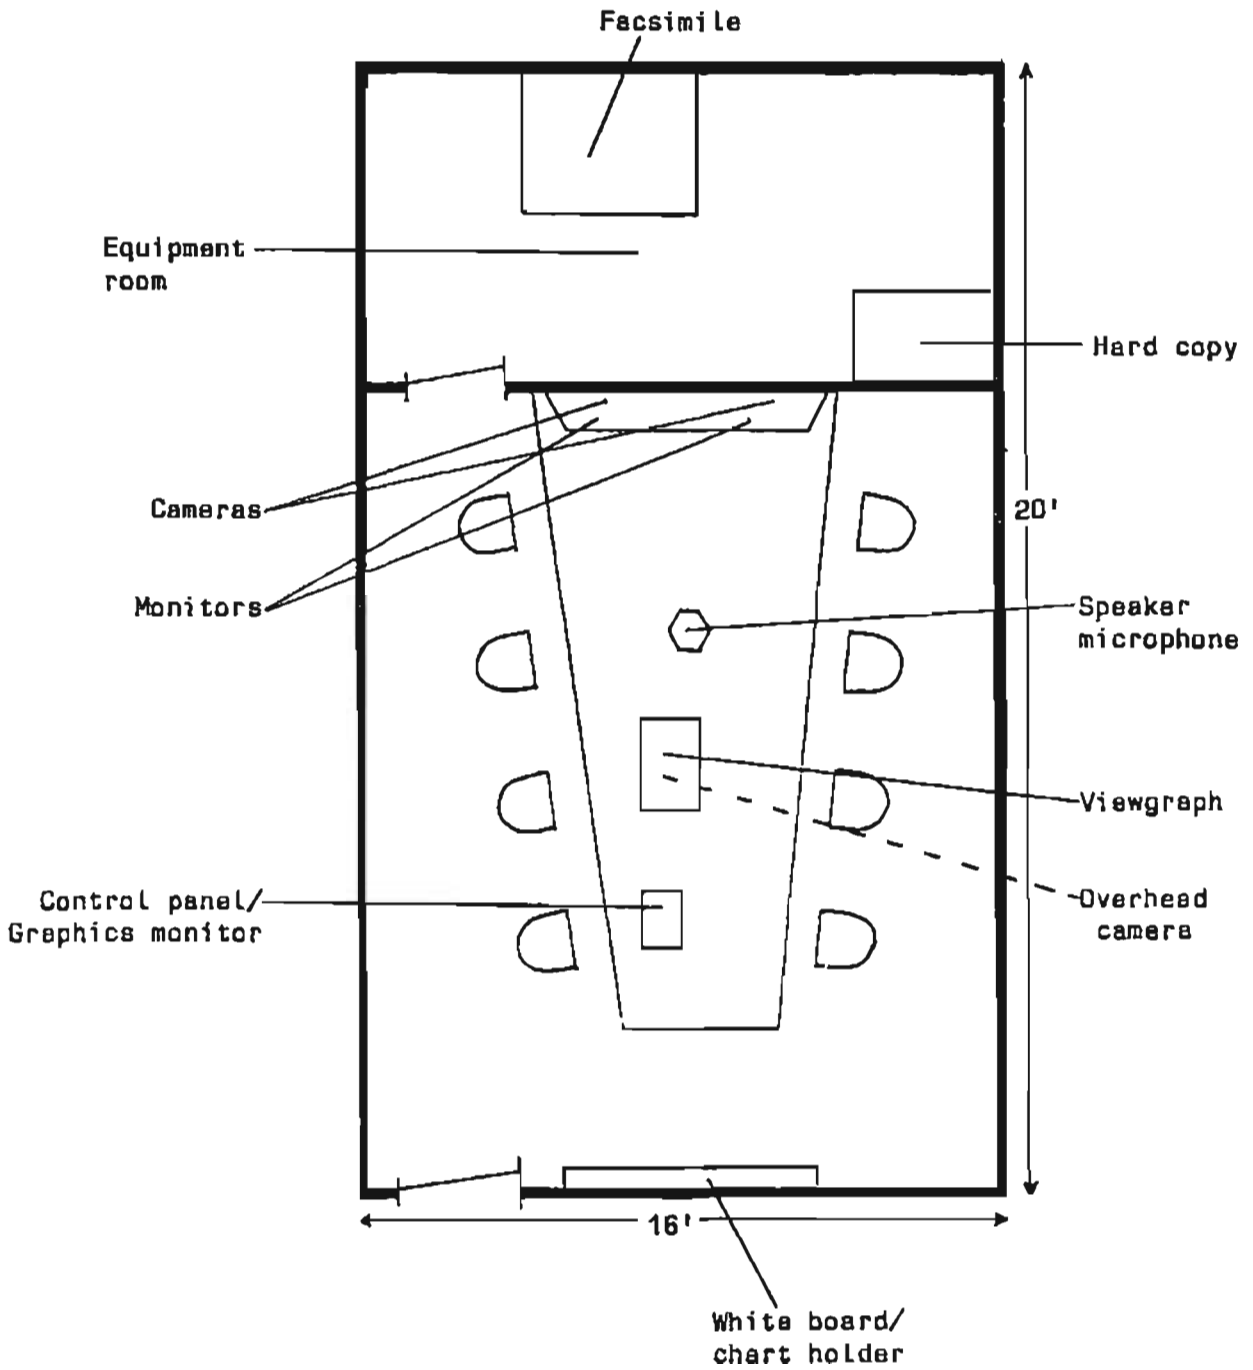 Facsimile
Equipment
room
Hard copy
Cameras
20'
Monitors
Speaker
microphone
Viewgraph
Control panel/
Graphics monitor
Overhead
camera
16'
White board/
chart holder